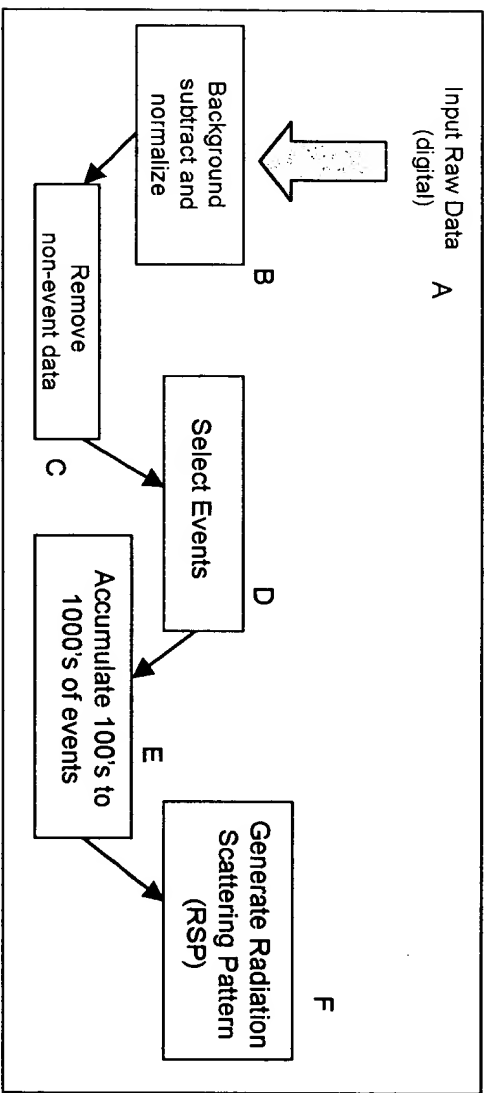 Input Raw Data
(digital)
A
Background
subtract and
normalize
B
Remove
non-event data
C
Select Events
D
Accumulate 100's to
1000's of events
E
Generate Radiation
Scattering Pattern
(RSP)
F